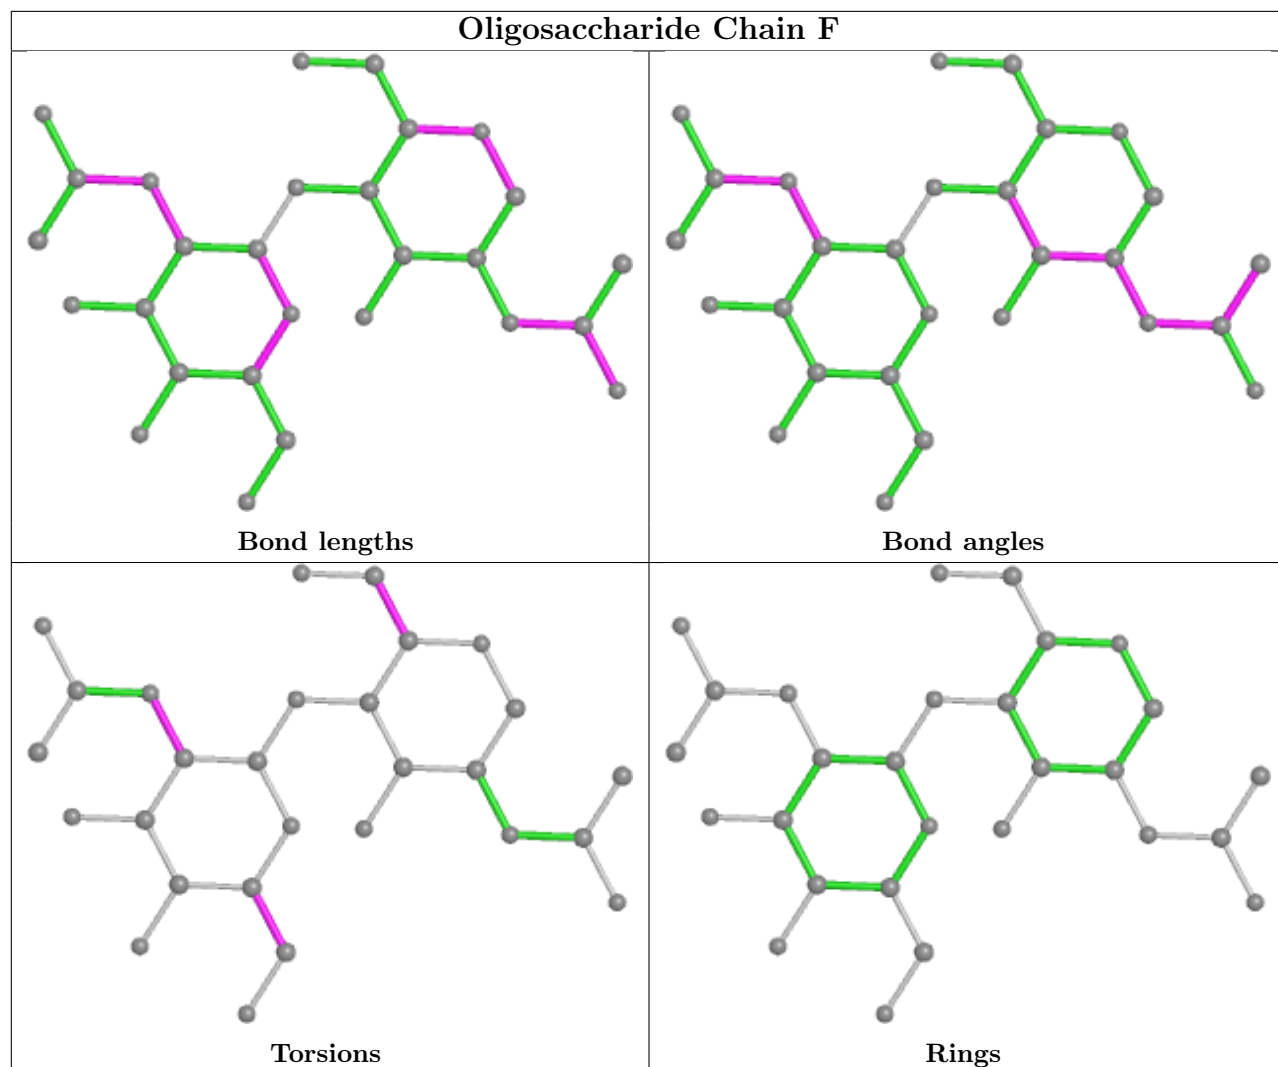 Oligosaccharide Chain F
Bond lengths
Bond angles
Torsions
Rings